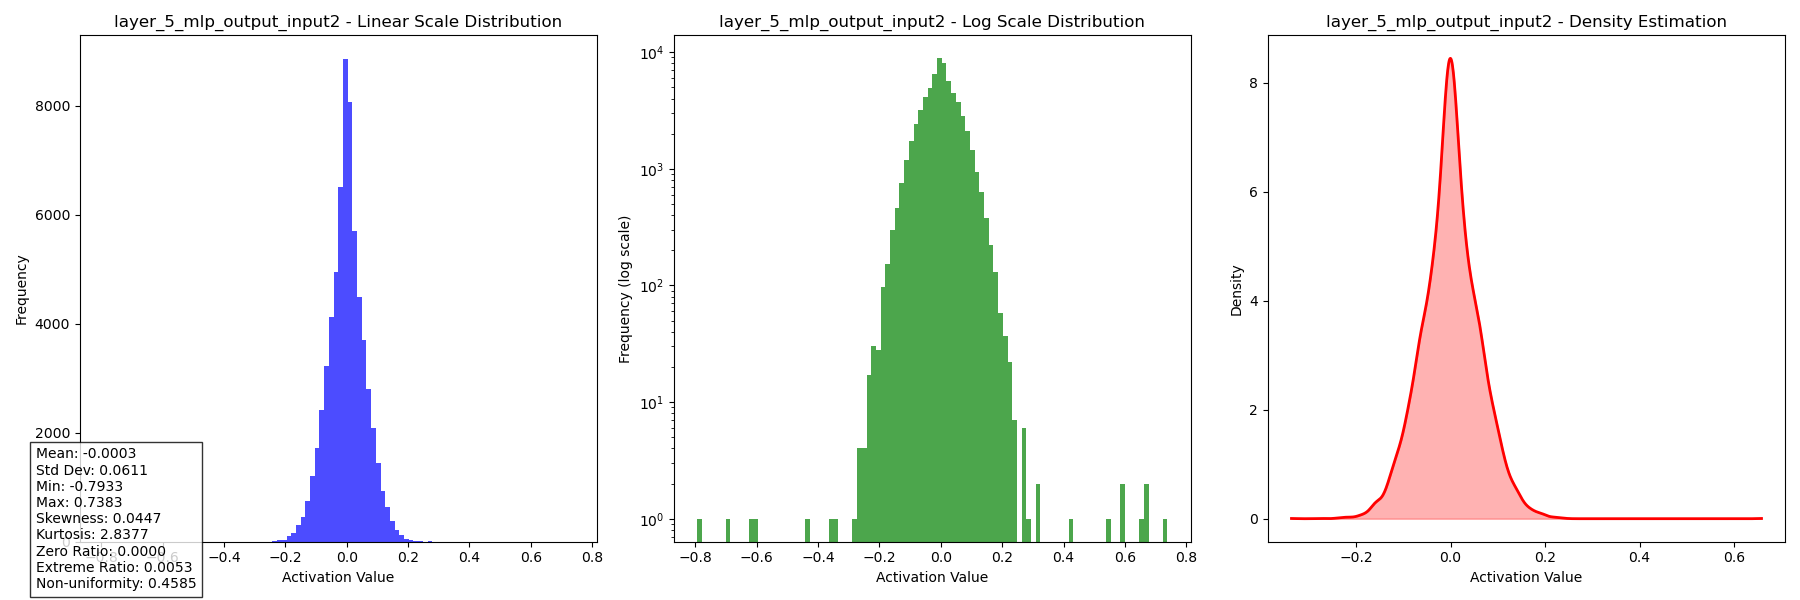 layer_5_mlp_output_input2 - Linear Scale Distribution
Frequency
8000
6000
4000
2000
0
−0.8 −0.6 −0.4 −0.2 0.0 0.2 0.4 0.6 0.8
Activation Value
Mean: -0.0003
Std Dev: 0.0611
Min: -0.7933
Max: 0.7383
Skewness: 0.0447
Kurtosis: 2.8377
Zero Ratio: 0.0000
Extreme Ratio: 0.0053
Non-uniformity: 0.4585
layer_5_mlp_output_input2 - Log Scale Distribution
Frequency (log scale)
10⁴
10³
10²
10¹
10⁰
−0.8 −0.6 −0.4 −0.2 0.0 0.2 0.4 0.6 0.8
Activation Value
layer_5_mlp_output_input2 - Density Estimation
Density
8
6
4
2
0
−0.2 0.0 0.2 0.4 0.6
Activation Value